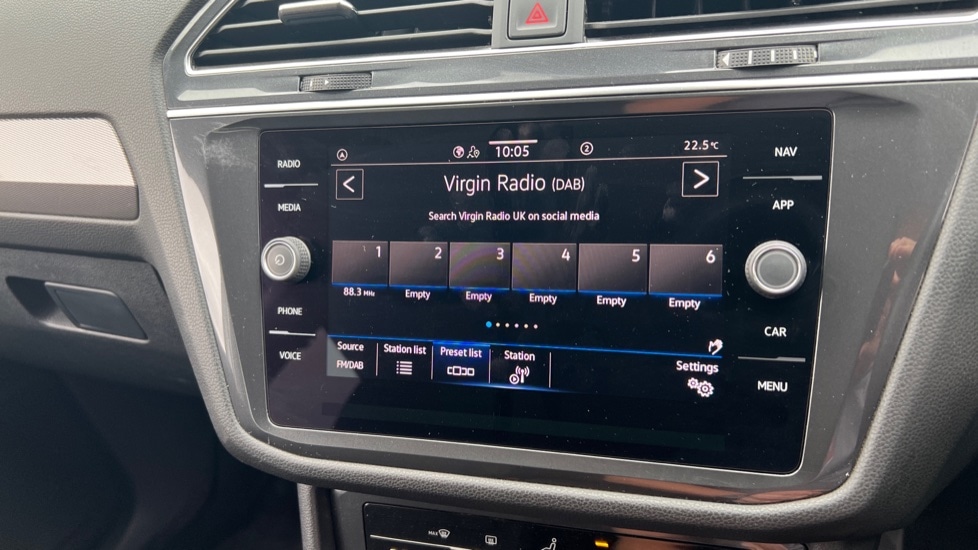 10:05
2
22.5°C
RADIO
MEDIA
PHONE
VOICE
NAV
APP
CAR
MENU
< Virgin Radio (DAB) >
Search Virgin Radio UK on social media
1 2 3 4 5 6
88.3 MHz Empty Empty Empty Empty Empty
Source Station list Preset list Station Settings
FM/DAB
MAX